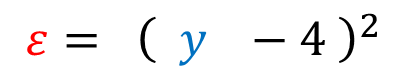 ε = ( y − 4 )²